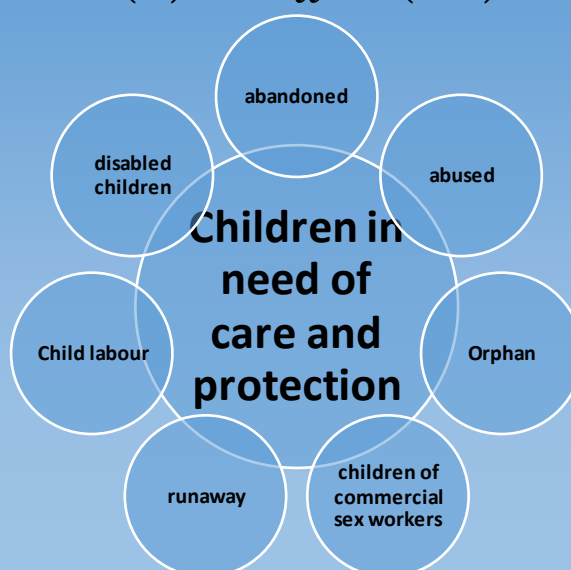 abandoned
disabled
children
abused
Children in
need of
care and
protection
Child labour
Orphan
runaway
children of
commercial
sex workers